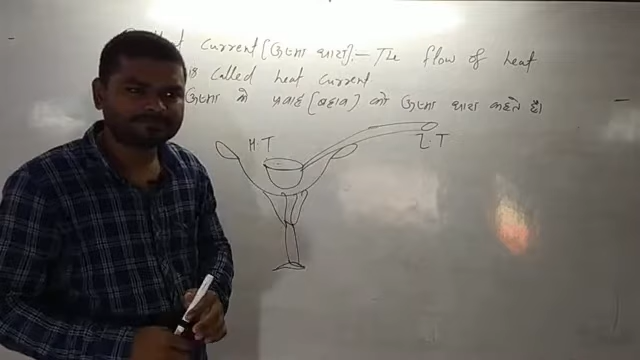 Current [ऊष्मा धारा] :— The flow of heat
is called heat current
ऊष्मा के प्रवाह [बहाव] को ऊष्मा धारा कहते हैं।
H.T
L.T